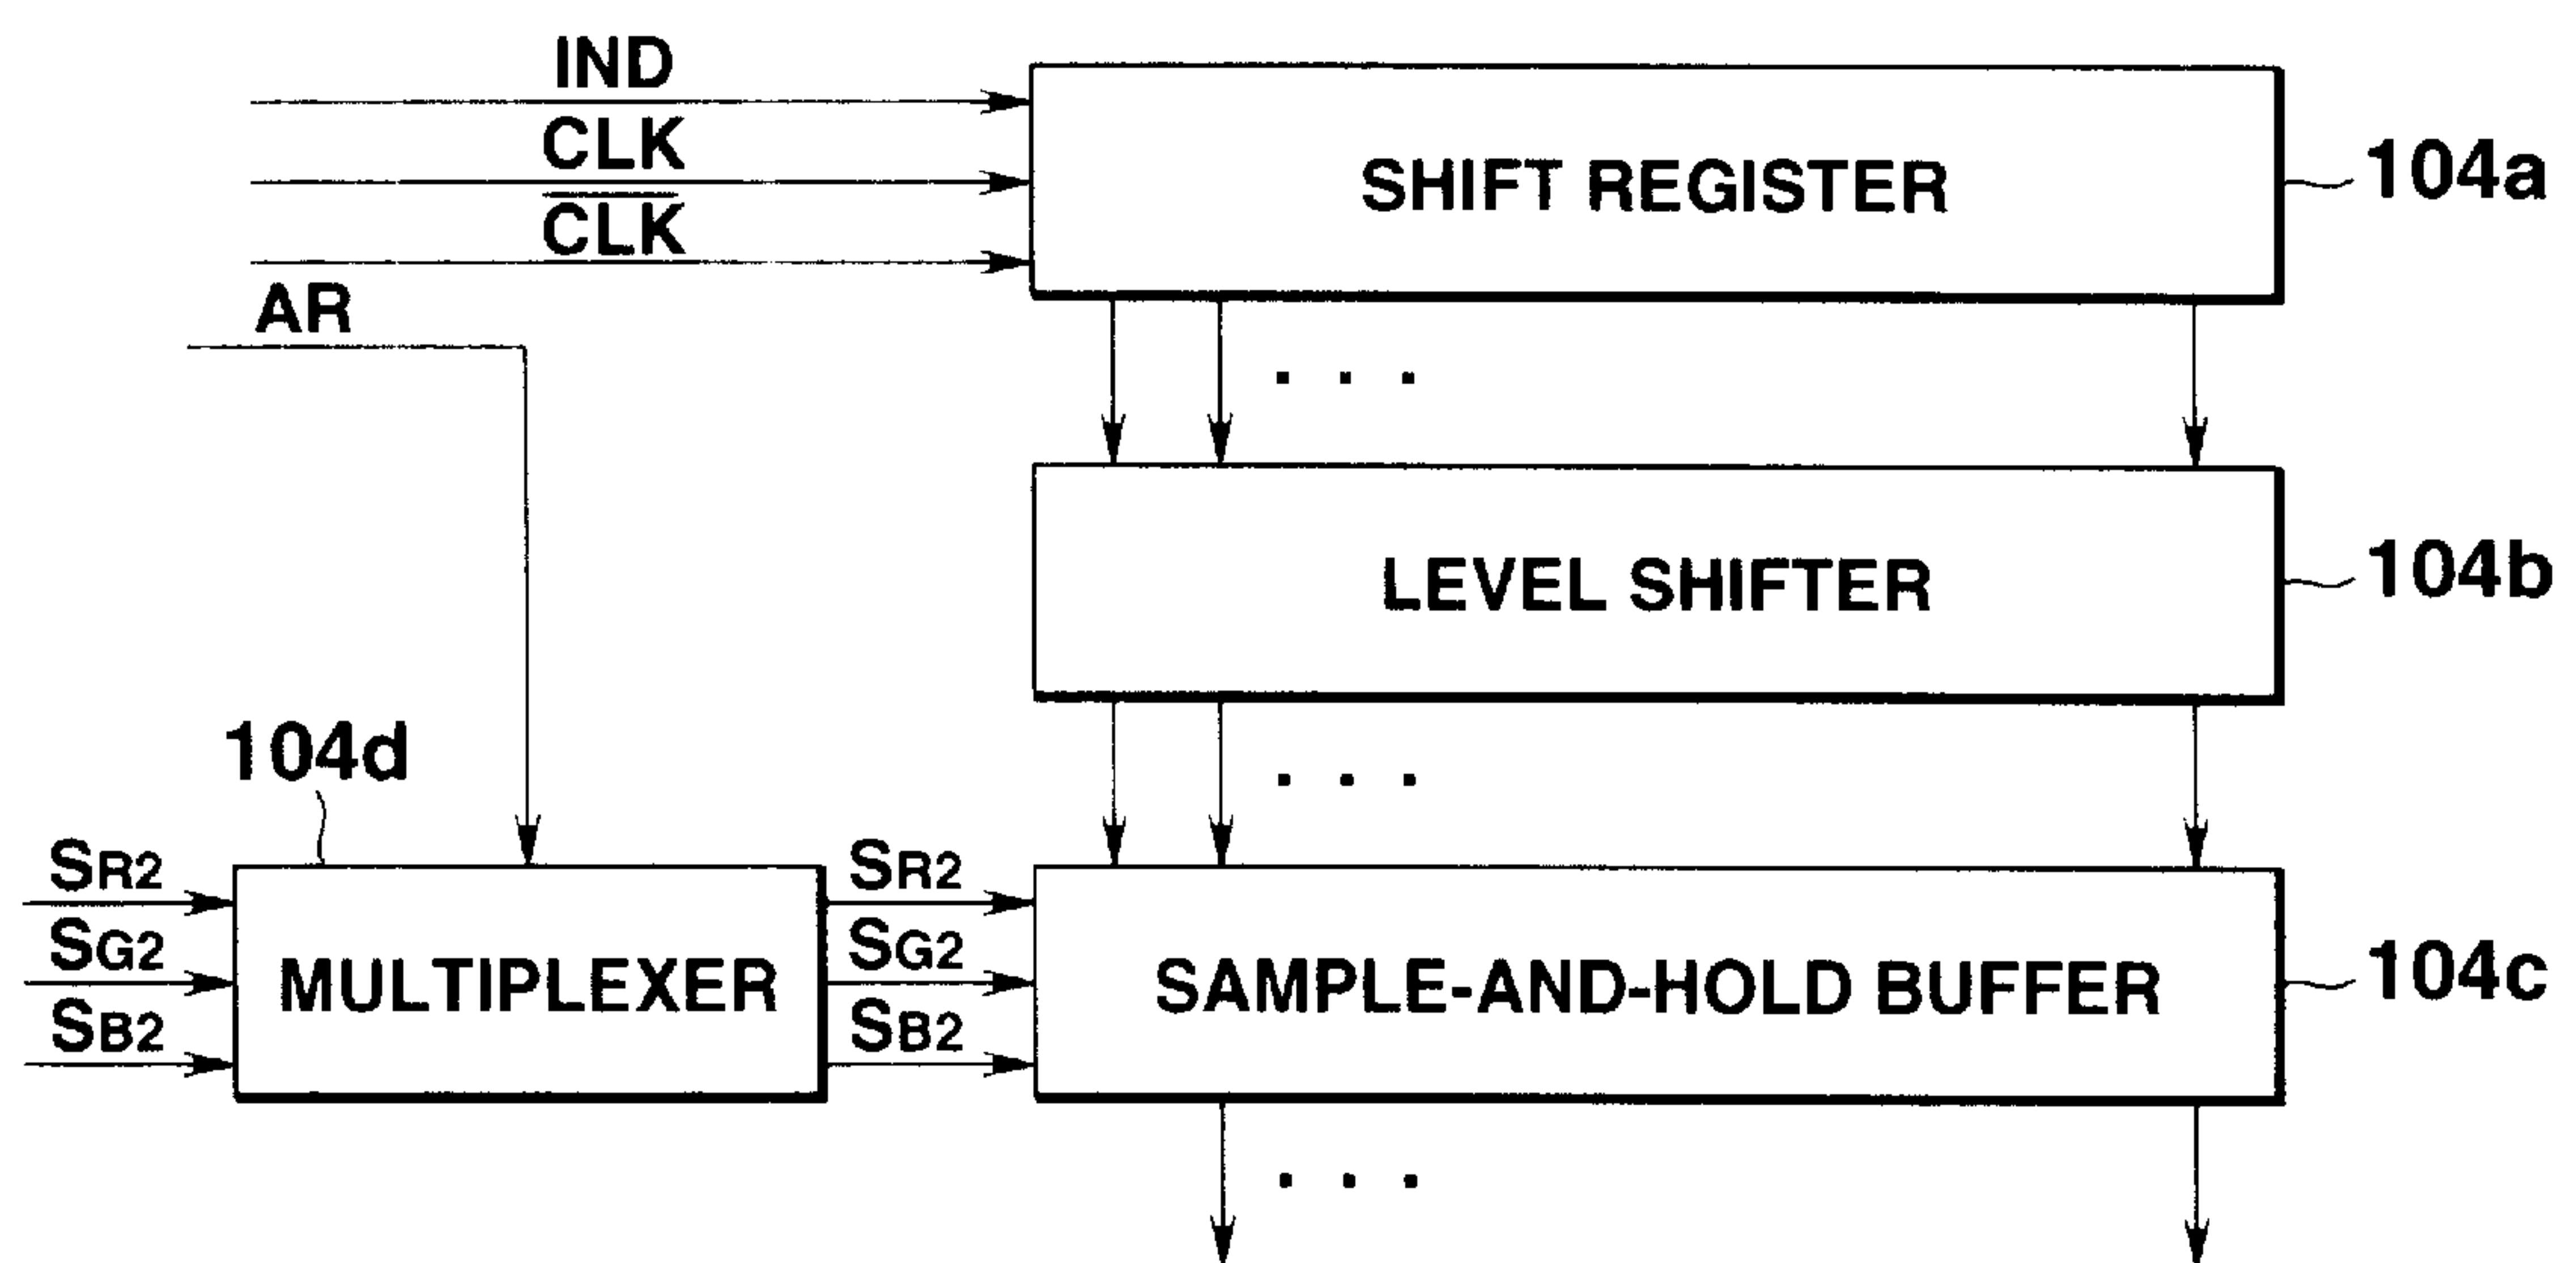 IND
CLK
C̅L̅K̅
AR
SHIFT REGISTER
104a
. . .
LEVEL SHIFTER
104b
. . .
104d
SR2
SG2
SB2
MULTIPLEXER
SR2
SG2
SB2
SAMPLE-AND-HOLD BUFFER
104c
. . .